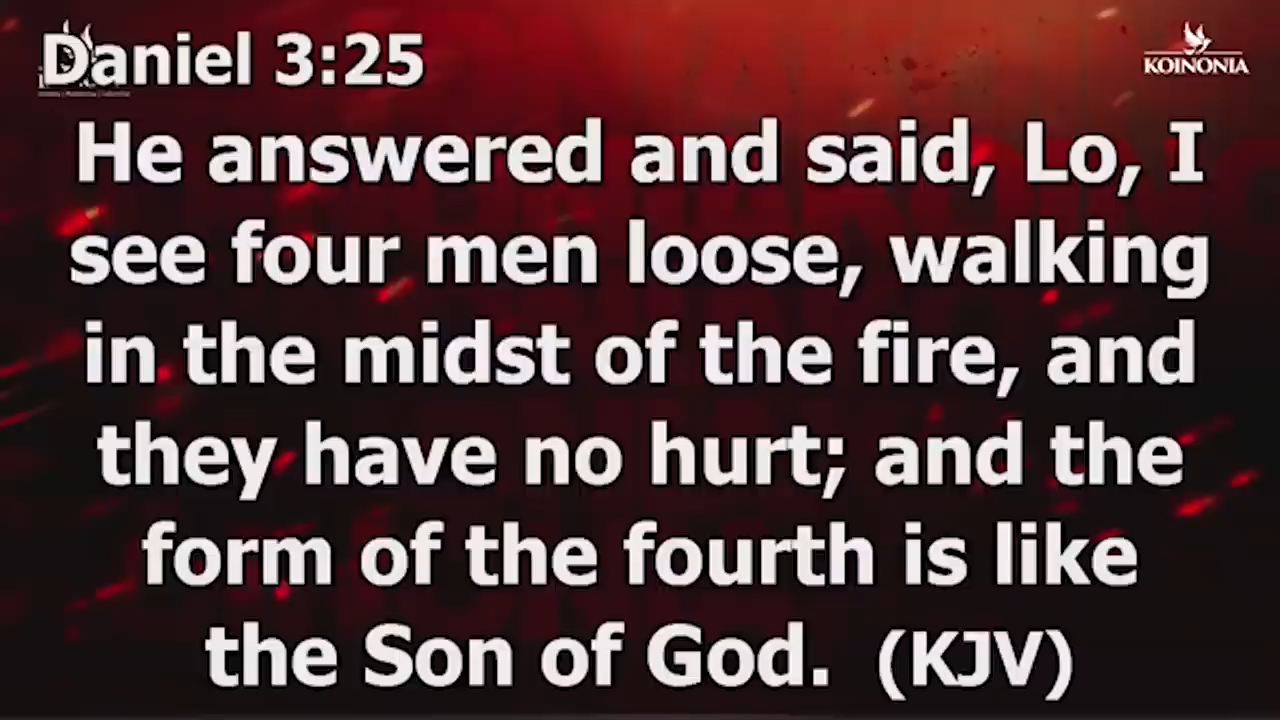 Daniel 3:25
KOINONIA
He answered and said, Lo, I
see four men loose, walking
in the midst of the fire, and
they have no hurt; and the
form of the fourth is like
the Son of God. (KJV)